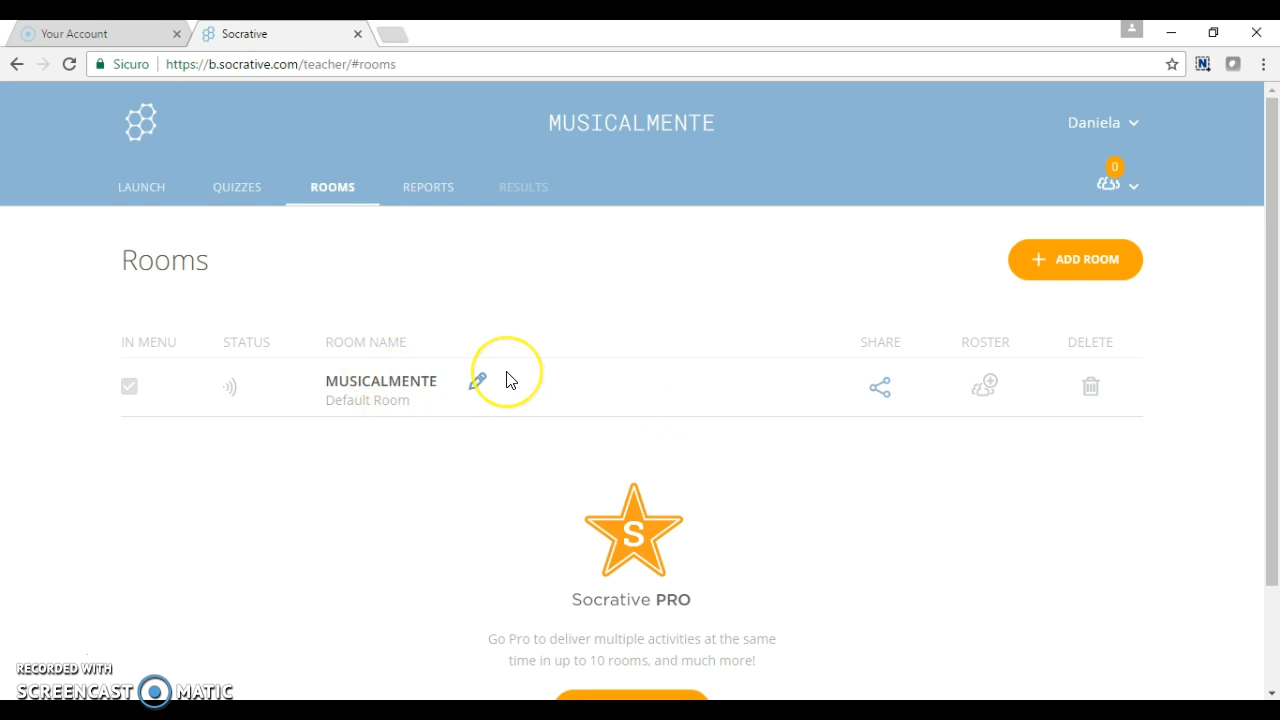 Your Account
Socrative
Sicuro https://b.socrative.com/teacher/#rooms
N
MUSICALMENTE
Daniela
0
LAUNCH QUIZZES ROOMS REPORTS RESULTS
Rooms
ADD ROOM
IN MENU STATUS ROOM NAME SHARE ROSTER DELETE
MUSICALMENTE
Default Room
S
Socrative PRO
Go Pro to deliver multiple activities at the same
time in up to 10 rooms, and much more!
RECORDED WITH
SCREENCAST MATIC